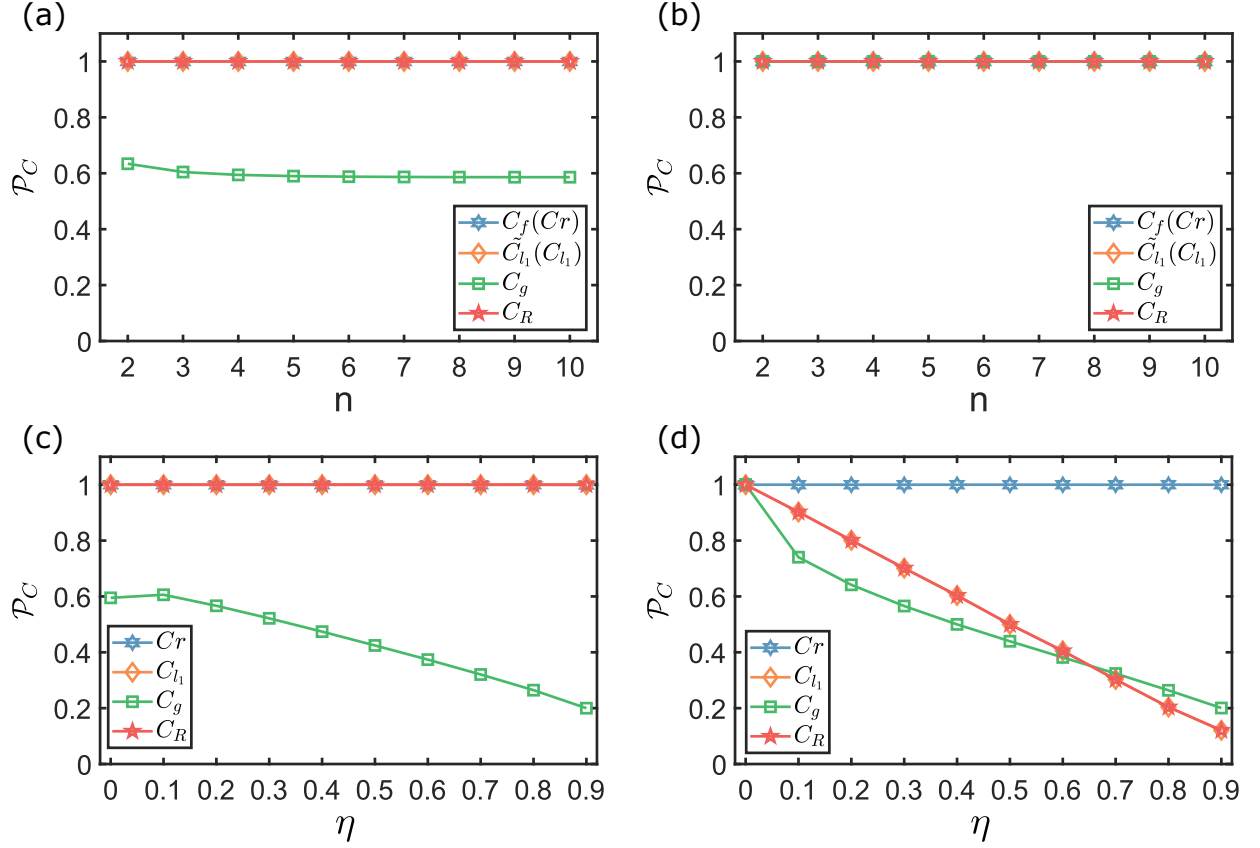 (a)
1
0.8
0.6
0.4
0.2
0
𝒫_C
C_f(Cr)
C̃_{l_1}(C_{l_1})
C_g
C_R
2 3 4 5 6 7 8 9 10
n
(b)
1
0.8
0.6
0.4
0.2
0
𝒫_C
C_f(Cr)
C̃_{l_1}(C_{l_1})
C_g
C_R
2 3 4 5 6 7 8 9 10
n
(c)
1
0.8
0.6
0.4
0.2
0
𝒫_C
Cr
C_{l_1}
C_g
C_R
0 0.1 0.2 0.3 0.4 0.5 0.6 0.7 0.8 0.9
η
(d)
1
0.8
0.6
0.4
0.2
0
𝒫_C
Cr
C_{l_1}
C_g
C_R
0 0.1 0.2 0.3 0.4 0.5 0.6 0.7 0.8 0.9
η